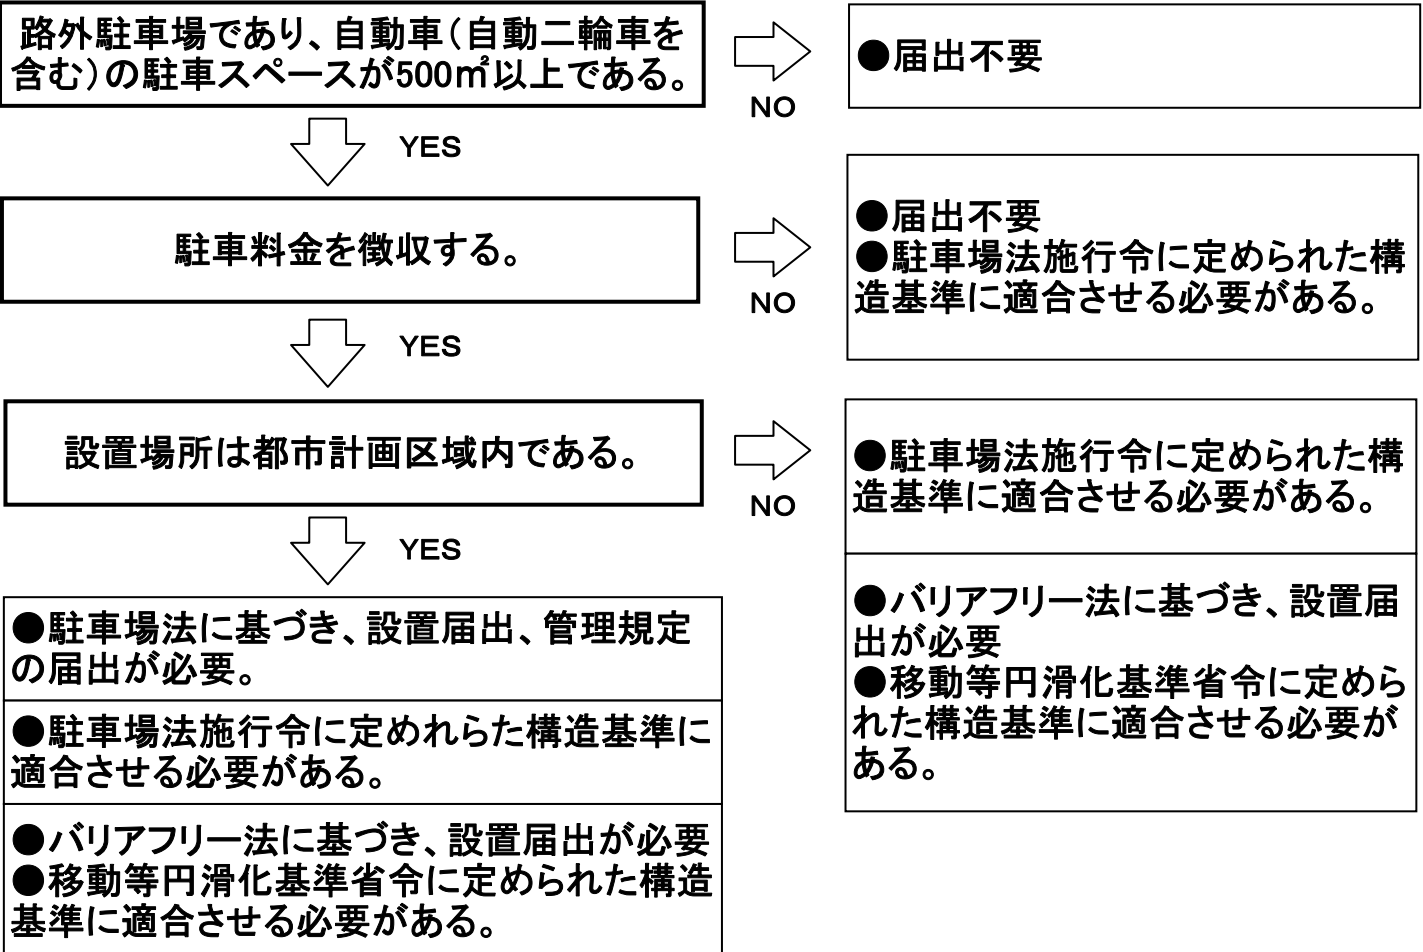 路外駐車場であり、自動車(自動二輪車を
含む)の駐車スペースが500㎡以上である。
NO
●届出不要
YES
駐車料金を徴収する。
NO
●届出不要
●駐車場法施行令に定められた構
造基準に適合させる必要がある。
YES
設置場所は都市計画区域内である。
NO
●駐車場法施行令に定められた構
造基準に適合させる必要がある。
●バリアフリー法に基づき、設置届
出が必要
●移動等円滑化基準省令に定めら
れた構造基準に適合させる必要が
ある。
YES
●駐車場法に基づき、設置届出、管理規定
の届出が必要。
●駐車場法施行令に定めれらた構造基準に
適合させる必要がある。
●バリアフリー法に基づき、設置届出が必要
●移動等円滑化基準省令に定められた構造
基準に適合させる必要がある。